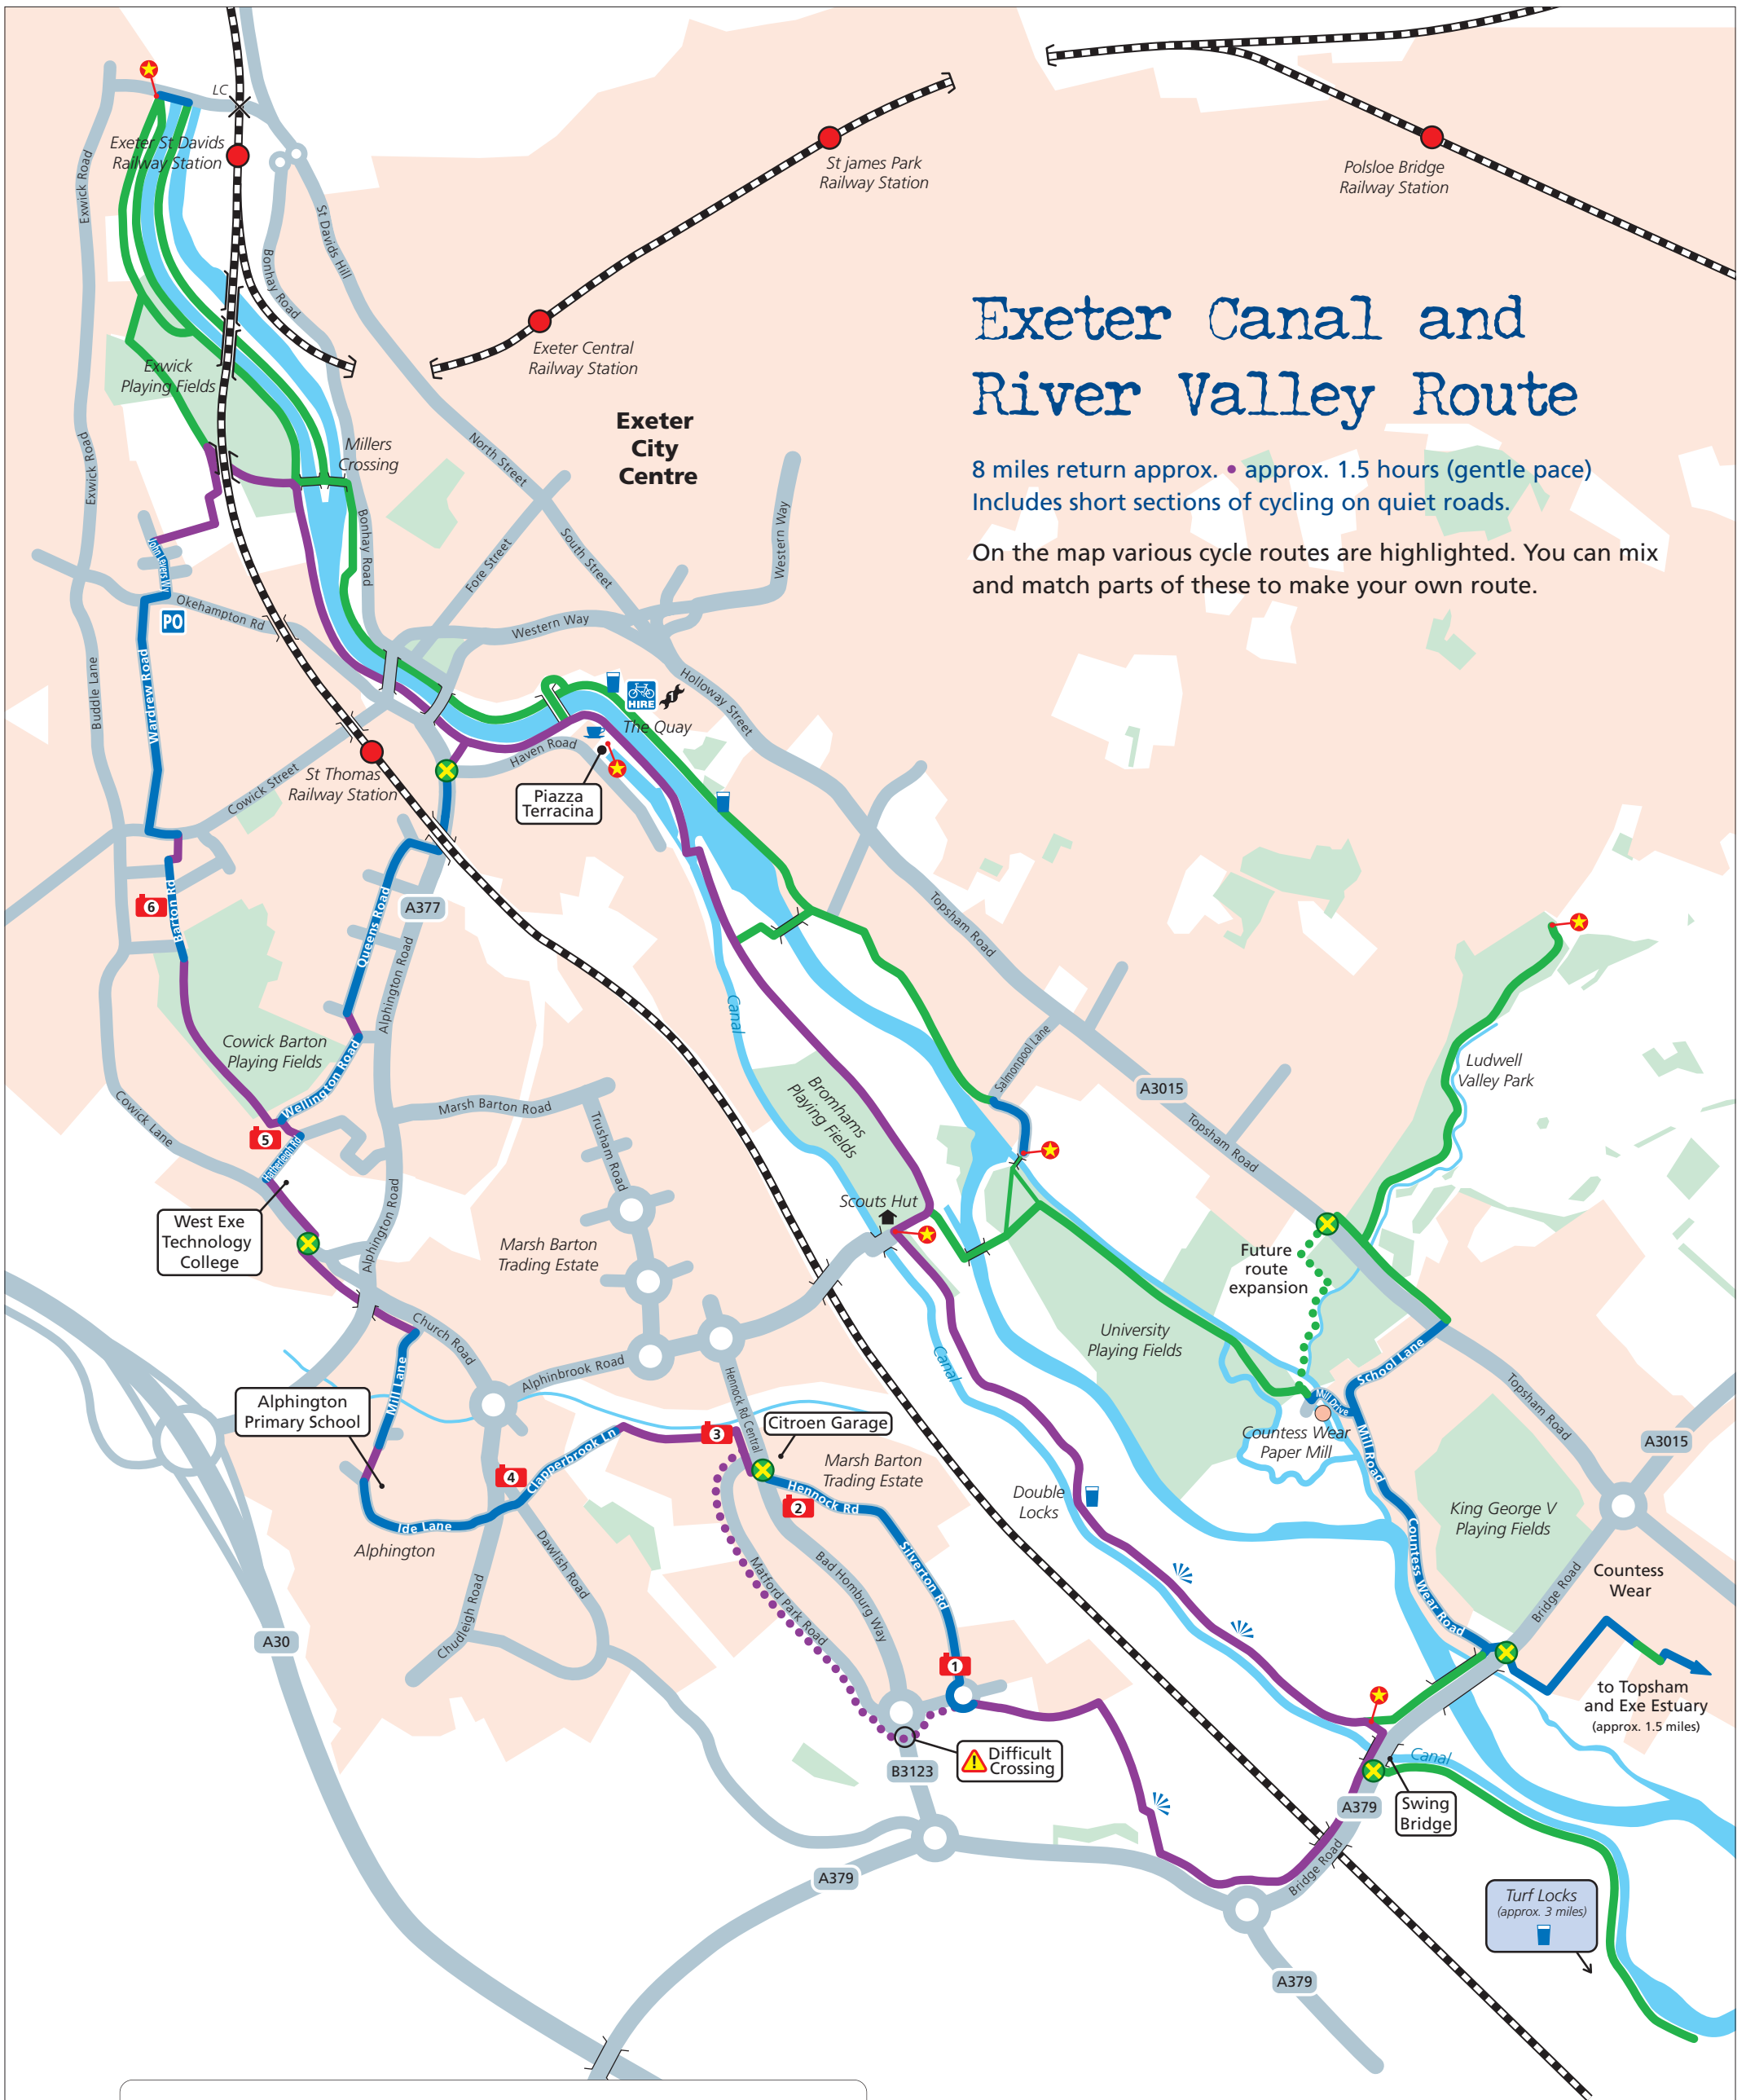 LC
Exeter St Davids
Railway Station
Exwick Road
St Davids Hill
Bonhay Road
St james Park
Railway Station
Polsloe Bridge
Railway Station
Exeter Central
Railway Station
Exeter Canal and
River Valley Route
8 miles return approx. • approx. 1.5 hours (gentle pace)
Includes short sections of cycling on quiet roads.
On the map various cycle routes are highlighted. You can mix
and match parts of these to make your own route.
Exwick
Playing Fields
Exeter
City
Centre
Millers
Crossing
North Street
Exwick Road
Bonhay Road
Fore Street
South Street
Western Way
Okehampton Rd
PO
Western Way
Buddle Lane
Wardrew Road
Holloway Street
HIRE
The Quay
Haven Road
St Thomas
Railway Station
Cowick Street
Piazza
Terracina
6
Barton Rd
Queens Road
A377
Alphington Road
Topsham Road
Canal
Cowick Barton
Playing Fields
Wellington Road
Salmonpool Lane
Ludwell
Valley Park
A3015
Bromhams
Playing Fields
Marsh Barton Road
Trusham Road
Cowick Lane
5
Hatherleigh Rd
Topsham Road
Scouts Hut
West Exe
Technology
College
Alphington Road
Marsh Barton
Trading Estate
Future
route
expansion
Church Road
University
Playing Fields
Canal
School Lane
Alphinbrook Road
Hennock Rd Central
Mill Lane
Alphington
Primary School
Mill Drive
Topsham Road
Citroen Garage
3
Countess Wear
Paper Mill
Mill Road
A3015
Clapperbrook Ln
4
Marsh Barton
Trading Estate
Hennock Rd
2
Double
Locks
King George V
Playing Fields
Ide Lane
Alphington
Dawlish Road
Silverton Rd
Countess Wear Road
Bridge Road
Countess
Wear
Chudleigh Road
Matford Park Road
Bad Homburg Way
A30
1
to Topsham
and Exe Estuary
(approx. 1.5 miles)
Difficult
Crossing
B3123
Canal
A379
Swing
Bridge
Bridge Road
A379
Turf Locks
(approx. 3 miles)
A379